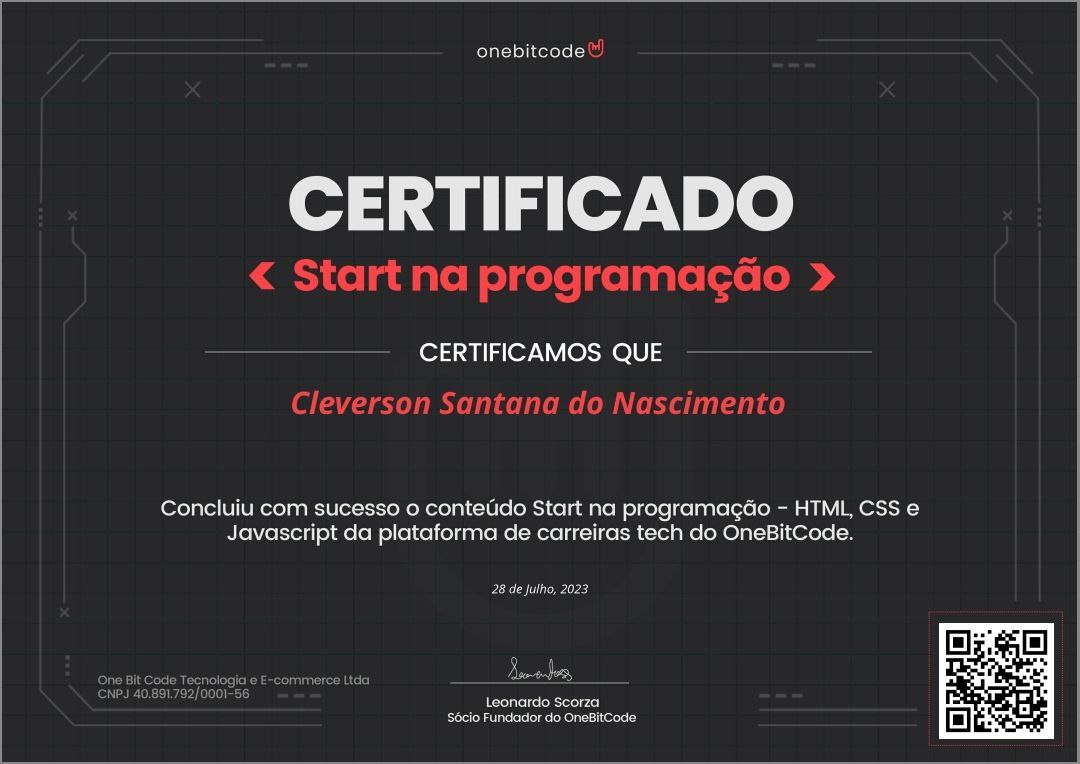 onebitcode
CERTIFICADO
< Start na programação >
CERTIFICAMOS QUE
Cleverson Santana do Nascimento
Concluiu com sucesso o conteúdo Start na programação - HTML, CSS e
Javascript da plataforma de carreiras tech do OneBitCode.
28 de Julho, 2023
One Bit Code Tecnologia e E-commerce Ltda
CNPJ 40.891.792/0001-56
Leonardo Scorza
Sócio Fundador do OneBitCode